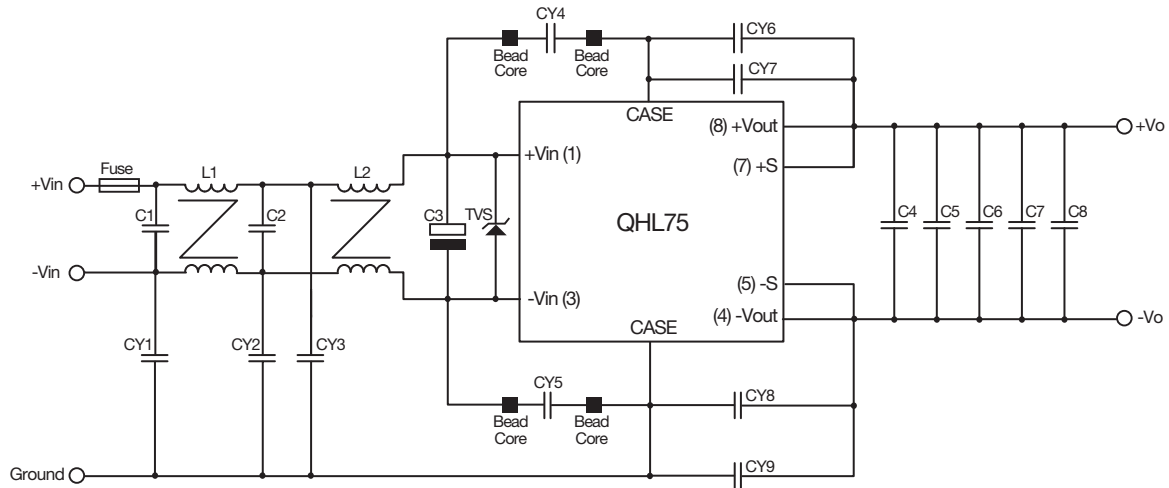 CY4
CY6
Bead
Core
Bead
Core
CY7
CASE
(8) +Vout
+Vo
+Vin (1)
(7) +S
Fuse
L1
L2
+Vin
C1
C2
C3
TVS
QHL75
C4
C5
C6
C7
C8
-Vin
(5) -S
-Vin (3)
(4) -Vout
-Vo
CASE
CY1
CY2
CY3
CY5
CY8
Bead
Core
Bead
Core
Ground
CY9